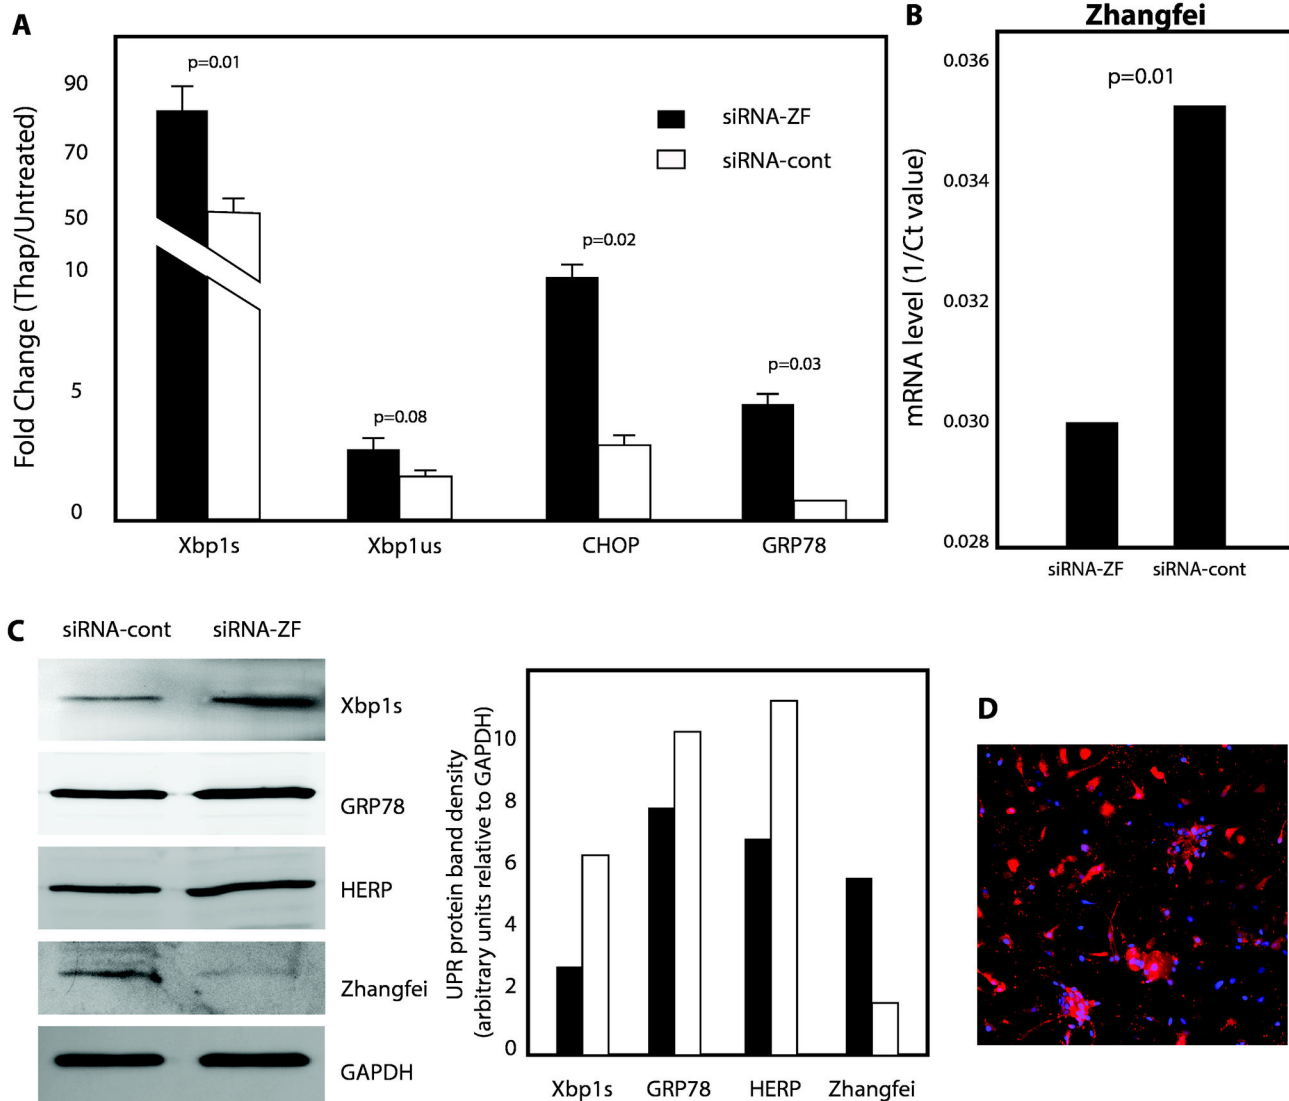 A
Fold Change (Thap/Untreated)
90
70
50
10
5
0
p=0.01
p=0.08
p=0.02
p=0.03
siRNA-ZF
siRNA-cont
Xbp1s
Xbp1us
CHOP
GRP78
B
Zhangfei
mRNA level (1/Ct value)
0.036
0.034
0.032
0.030
0.028
p=0.01
siRNA-ZF
siRNA-cont
C
siRNA-cont
siRNA-ZF
Xbp1s
GRP78
HERP
Zhangfei
GAPDH
UPR protein band density
(arbitrary units relative to GAPDH)
10
8
6
4
2
0
Xbp1s
GRP78
HERP
Zhangfei
D